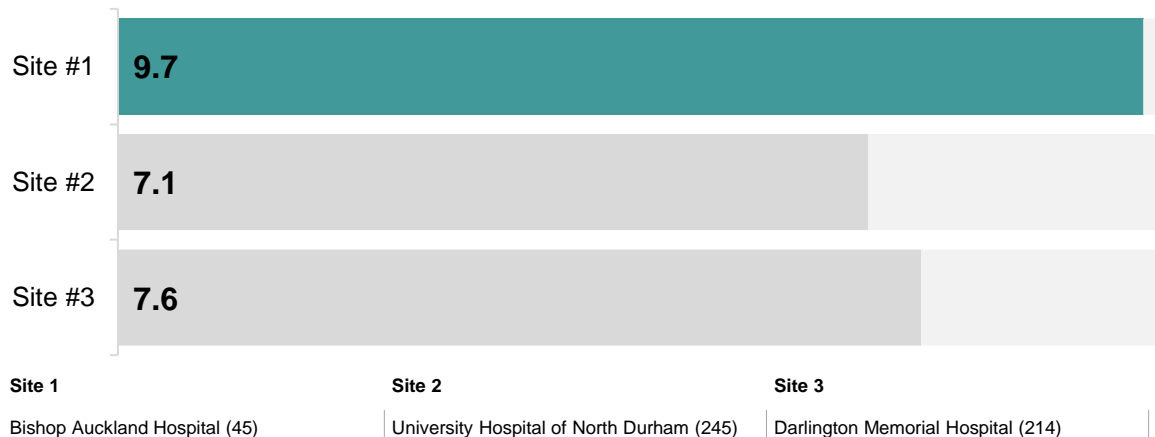 Site #1 9.7
Site #2 7.1
Site #3 7.6
Site 1 Site 2 Site 3
Bishop Auckland Hospital (45) University Hospital of North Durham (245) Darlington Memorial Hospital (214)